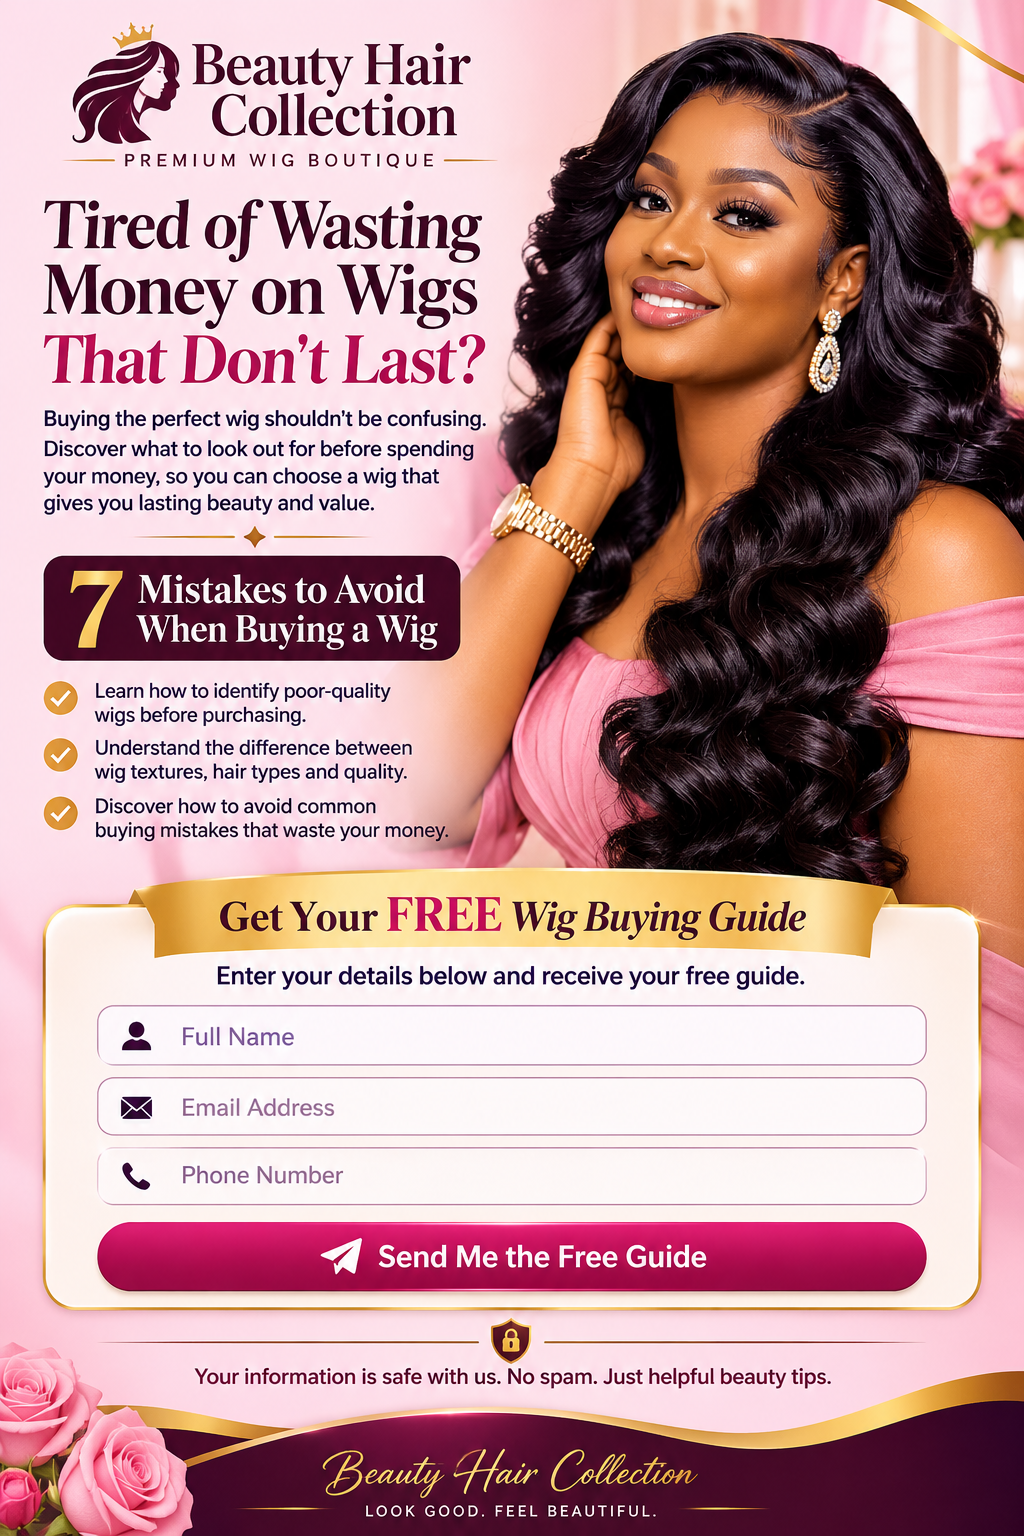 Beauty Hair
Collection
PREMIUM WIG BOUTIQUE
Tired of Wasting
Money on Wigs
That Don't Last?
Buying the perfect wig shouldn't be confusing.
Discover what to look out for before spending
your money, so you can choose a wig that
gives you lasting beauty and value.
7 Mistakes to Avoid
When Buying a Wig
Learn how to identify poor-quality
wigs before purchasing.
Understand the difference between
wig textures, hair types and quality.
Discover how to avoid common
buying mistakes that waste your money.
Get Your FREE Wig Buying Guide
Enter your details below and receive your free guide.
Full Name
Email Address
Phone Number
Send Me the Free Guide
Your information is safe with us. No spam. Just helpful beauty tips.
Beauty Hair Collection
LOOK GOOD. FEEL BEAUTIFUL.